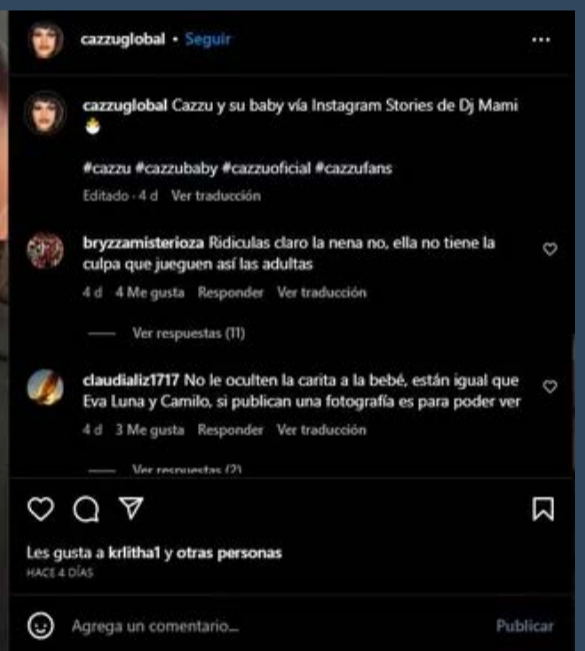 cazzuglobal • Seguir
cazzuglobal Cazzu y su baby vía Instagram Stories de Dj Mami
🐣
#cazzu #cazzubaby #cazzuoficial #cazzufans
Editado · 4 d Ver traducción
bryzzamisterioza Ridiculas claro la nena no, ella no tiene la
culpa que jueguen así las adultas
4 d 4 Me gusta Responder Ver traducción
Ver respuestas (11)
claudializ1717 No le oculten la carita a la bebé, están igual que
Eva Luna y Camilo, si publican una fotografía es para poder ver
4 d 3 Me gusta Responder Ver traducción
Ver respuestas (2)
Les gusta a krlitha1 y otras personas
HACE 4 DÍAS
Agrega un comentario...
Publicar